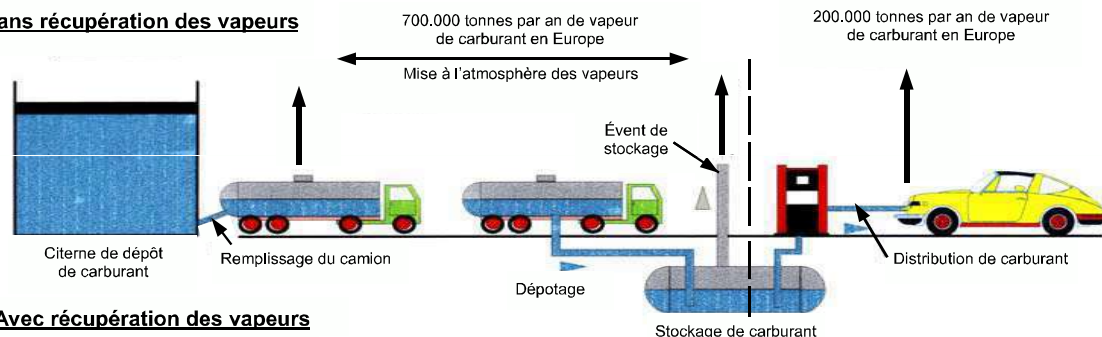 ans récupération des vapeurs
700.000 tonnes par an de vapeur
de carburant en Europe
Mise à l'atmosphère des vapeurs
200.000 tonnes par an de vapeur
de carburant en Europe
Évent de
stockage
Citerne de dépôt
de carburant
Remplissage du camion
Dépotage
Distribution de carburant
Stockage de carburant
Avec récupération des vapeurs